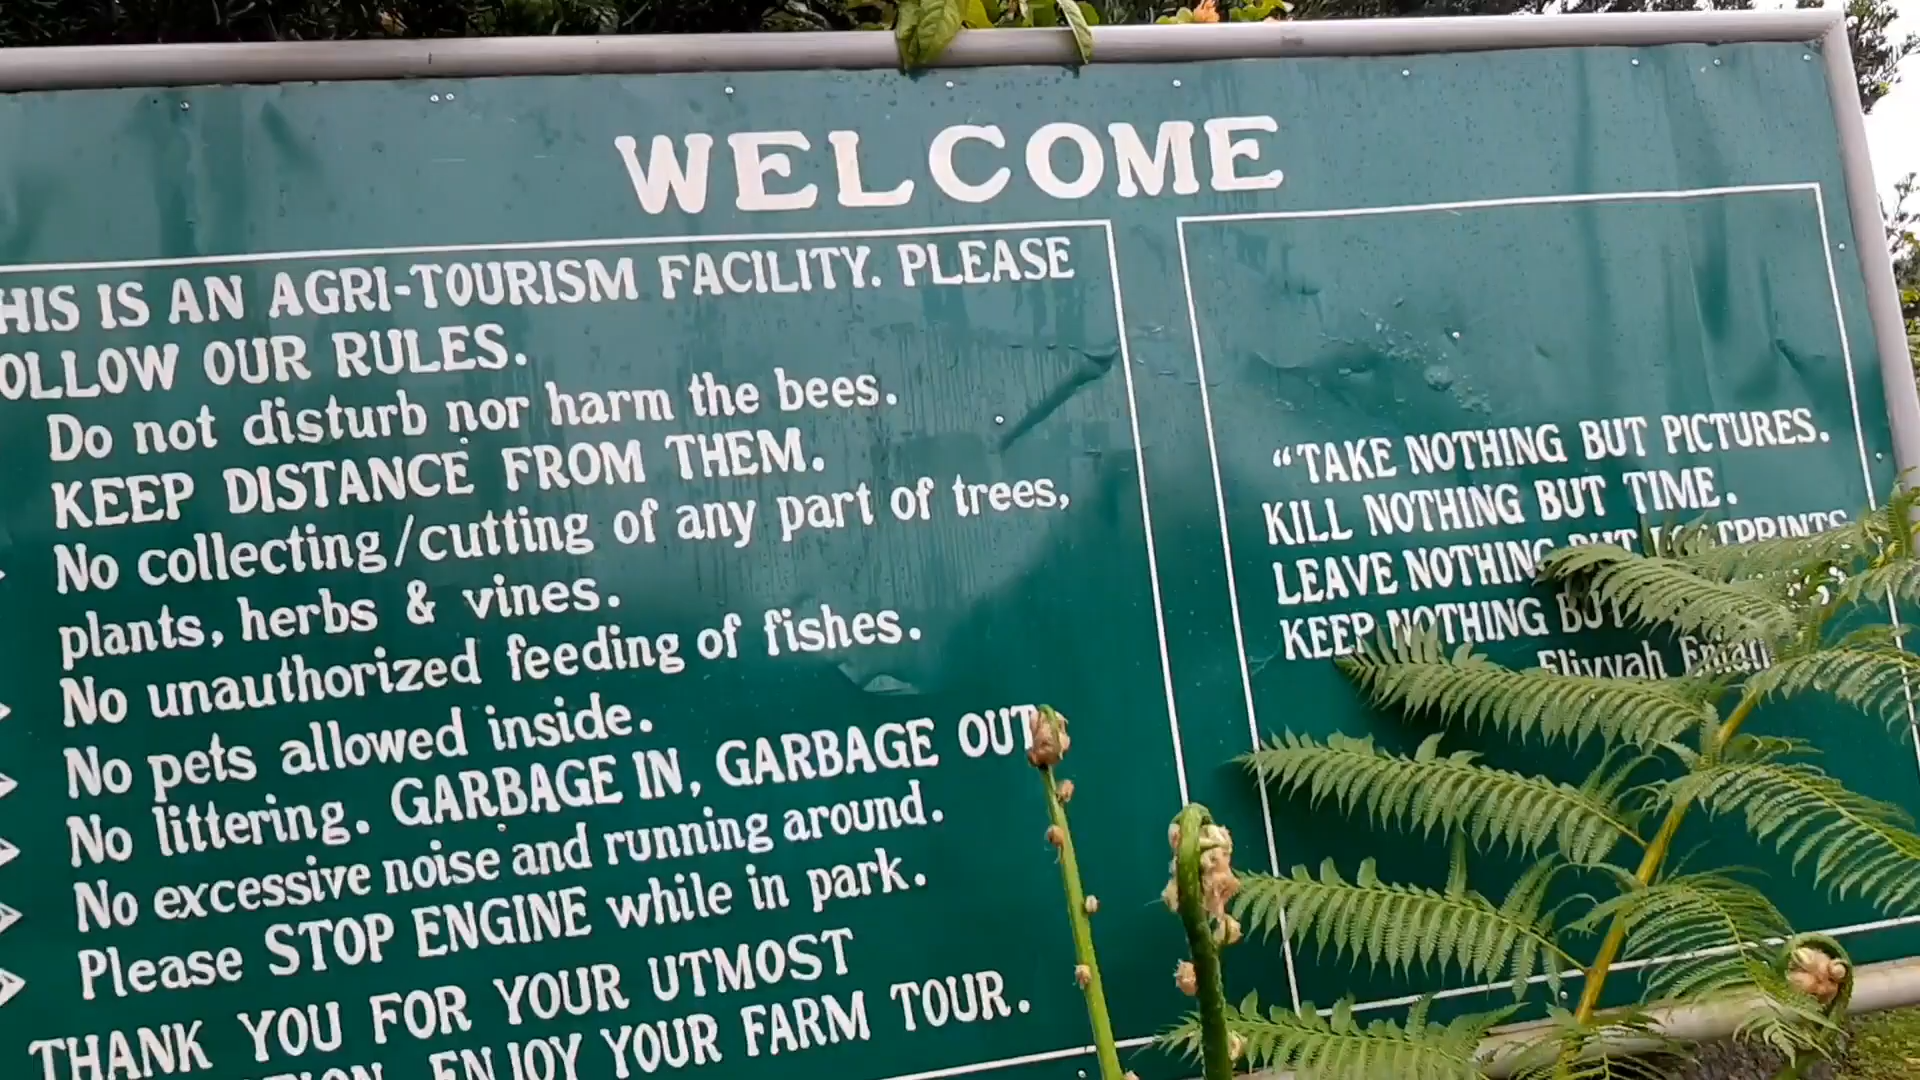 WELCOME
HIS IS AN AGRI-TOURISM FACILITY. PLEASE
OLLOW OUR RULES.
Do not disturb nor harm the bees.
KEEP DISTANCE FROM THEM.
No collecting/cutting of any part of trees,
plants, herbs & vines.
No unauthorized feeding of fishes.
No pets allowed inside.
No littering. GARBAGE IN, GARBAGE OUT
No excessive noise and running around.
Please STOP ENGINE while in park.
THANK YOU FOR YOUR UTMOST
ENJOY YOUR FARM TOUR.
"TAKE NOTHING BUT PICTURES.
KILL NOTHING BUT TIME.
LEAVE NOTHING BUT
KEEP NOTHING BUT